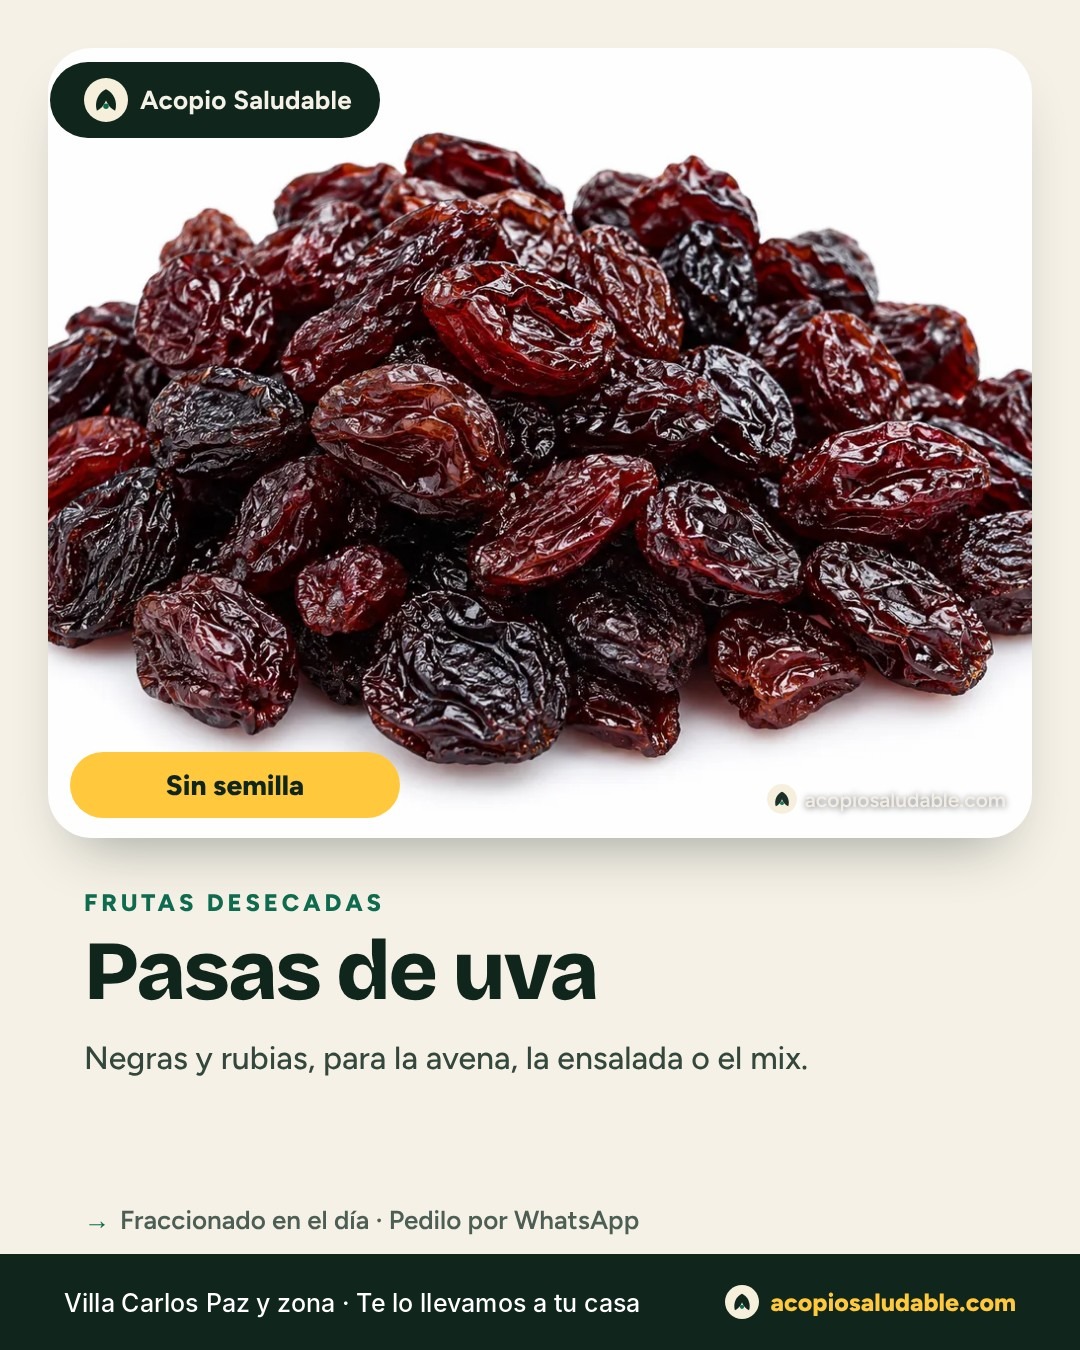 Acopio Saludable
Sin semilla
acopiosaludable.com
FRUTAS DESECADAS
Pasas de uva
Negras y rubias, para la avena, la ensalada o el mix.
→ Fraccionado en el día · Pedilo por WhatsApp
Villa Carlos Paz y zona · Te lo llevamos a tu casa
acopiosaludable.com